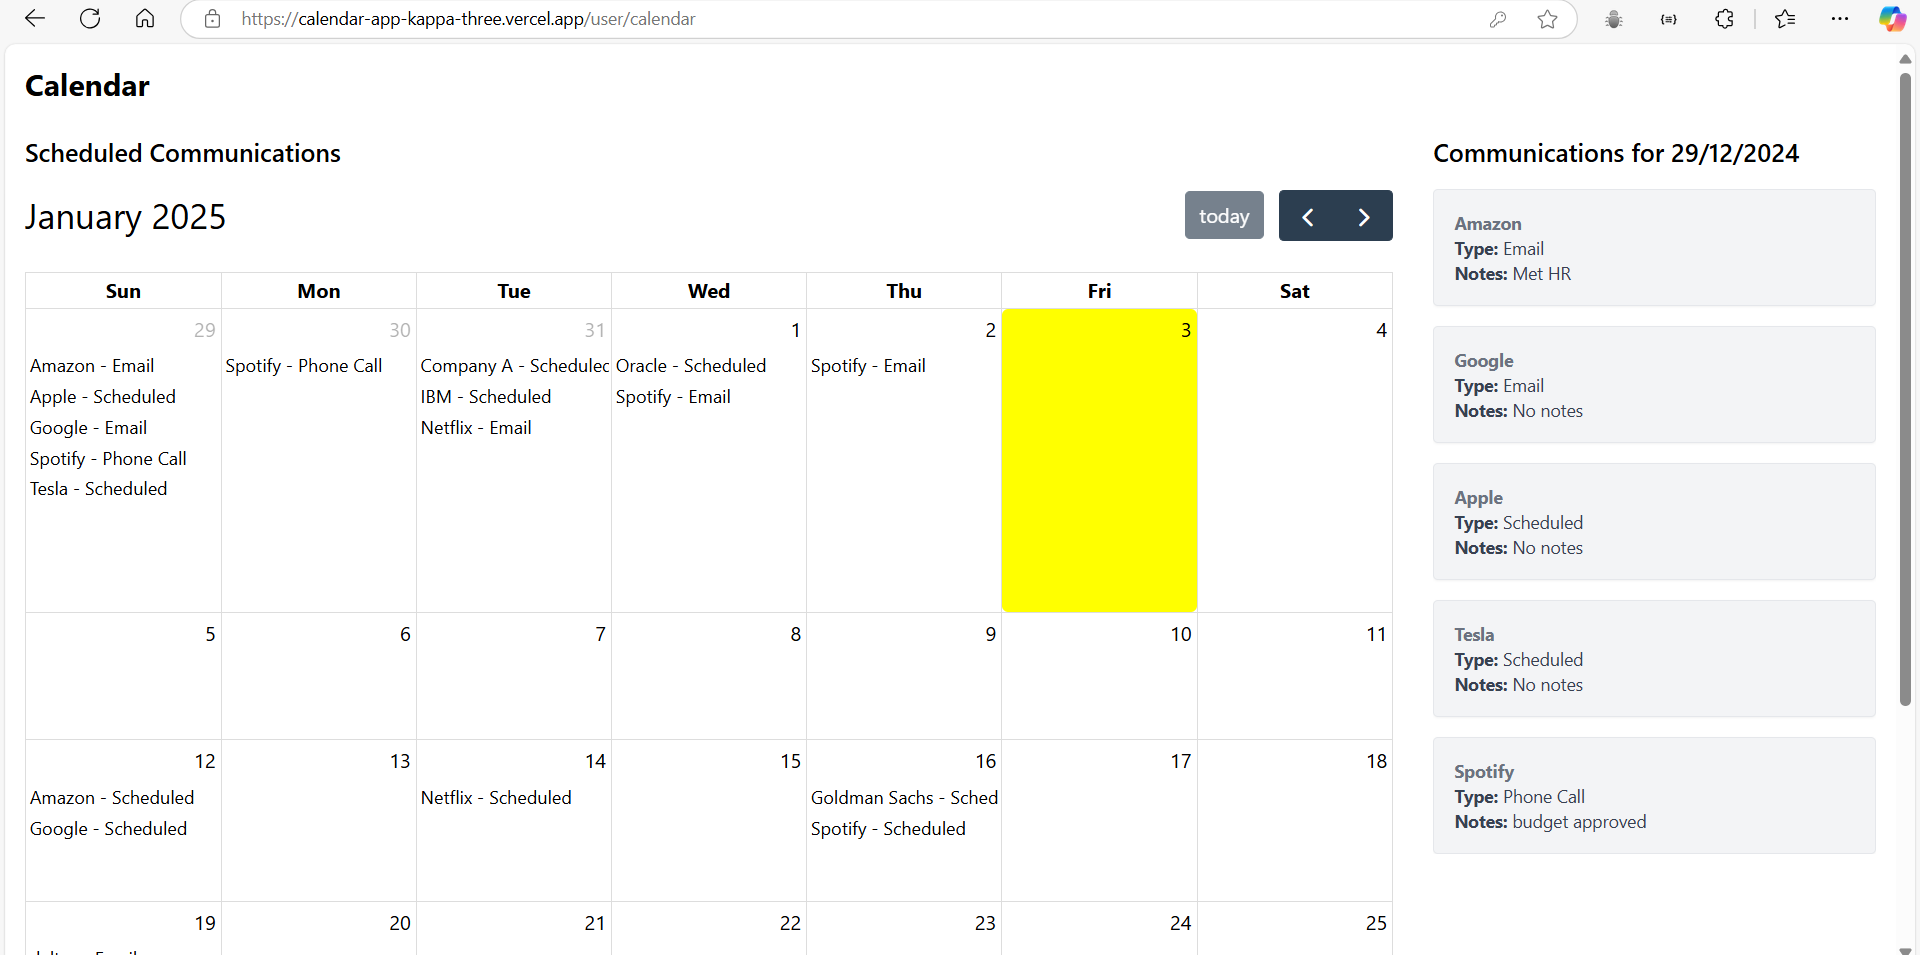 https://calendar-app-kappa-three.vercel.app/user/calendar
Calendar
Scheduled Communications
January 2025
today
Sun Mon Tue Wed Thu Fri Sat
29 30 31 1 2 3 4
Amazon - Email
Apple - Scheduled
Google - Email
Spotify - Phone Call
Tesla - Scheduled
Spotify - Phone Call
Company A - Scheduled
IBM - Scheduled
Netflix - Email
Oracle - Scheduled
Spotify - Email
Spotify - Email
5 6 7 8 9 10 11
12 13 14 15 16 17 18
Amazon - Scheduled
Google - Scheduled
Netflix - Scheduled
Goldman Sachs - Sched
Spotify - Scheduled
19 20 21 22 23 24 25
Communications for 29/12/2024
Amazon
Type: Email
Notes: Met HR
Google
Type: Email
Notes: No notes
Apple
Type: Scheduled
Notes: No notes
Tesla
Type: Scheduled
Notes: No notes
Spotify
Type: Phone Call
Notes: budget approved